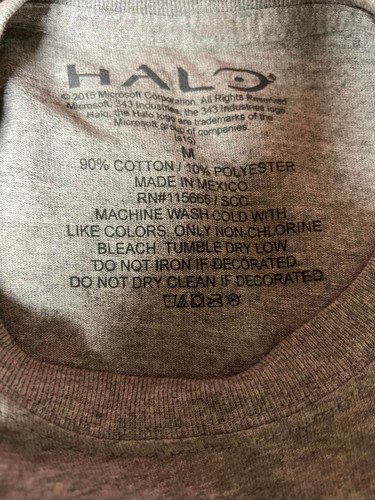 HALO
© 2015 Microsoft Corporation. All Rights Reserved
Microsoft, 343 Industries, the 343 Industries logo
Halo, the Halo logo are trademarks of the
Microsoft group of companies.
(s15)
M
90% COTTON / 10% POLYESTER
MADE IN MEXICO
RN#115665 / SCC
MACHINE WASH COLD WITH
LIKE COLORS, ONLY NON-CHLORINE
BLEACH. TUMBLE DRY LOW.
DO NOT IRON IF DECORATED.
DO NOT DRY CLEAN IF DECORATED.